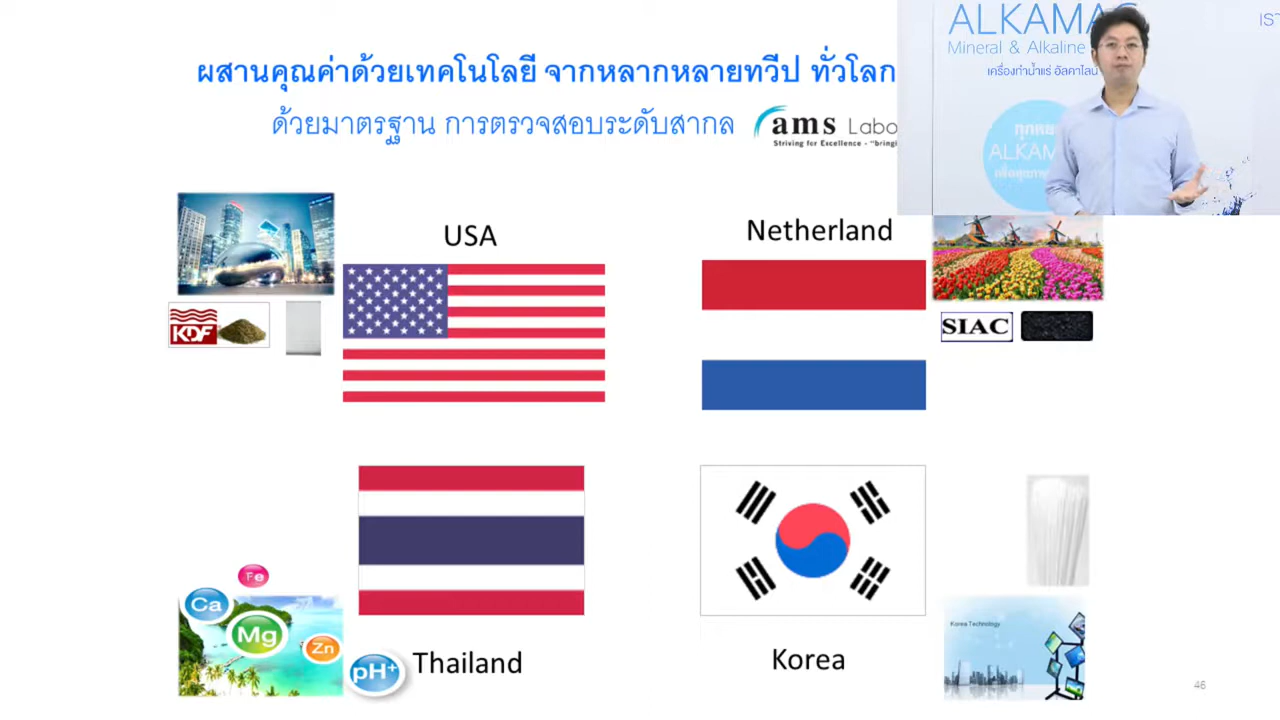 ผสานคุณค่าด้วยเทคโนโลยี จากหลากหลายทวีป ทั่วโลก
ด้วยมาตรฐาน การตรวจสอบระดับสากล
ams Labo
Striving for Excellence - "bringi
ALKAMAG
Mineral & Alkaline
เครื่องทำน้ำแร่ อัลคาไลน์
ALKAM
USA
KDF
Netherland
SIAC
Fe
Ca
Mg
Zn
pH+
Thailand
Korea
Korea Technology
46